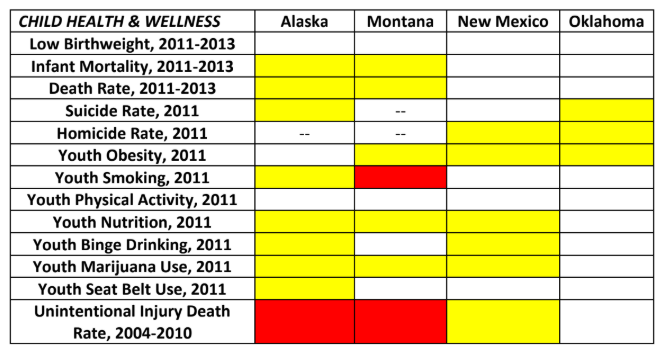 CHILD HEALTH & WELLNESS Alaska Montana New Mexico Oklahoma
Low Birthweight, 2011-2013
Infant Mortality, 2011-2013
Death Rate, 2011-2013
Suicide Rate, 2011 --
Homicide Rate, 2011 -- --
Youth Obesity, 2011
Youth Smoking, 2011
Youth Physical Activity, 2011
Youth Nutrition, 2011
Youth Binge Drinking, 2011
Youth Marijuana Use, 2011
Youth Seat Belt Use, 2011
Unintentional Injury Death
Rate, 2004-2010